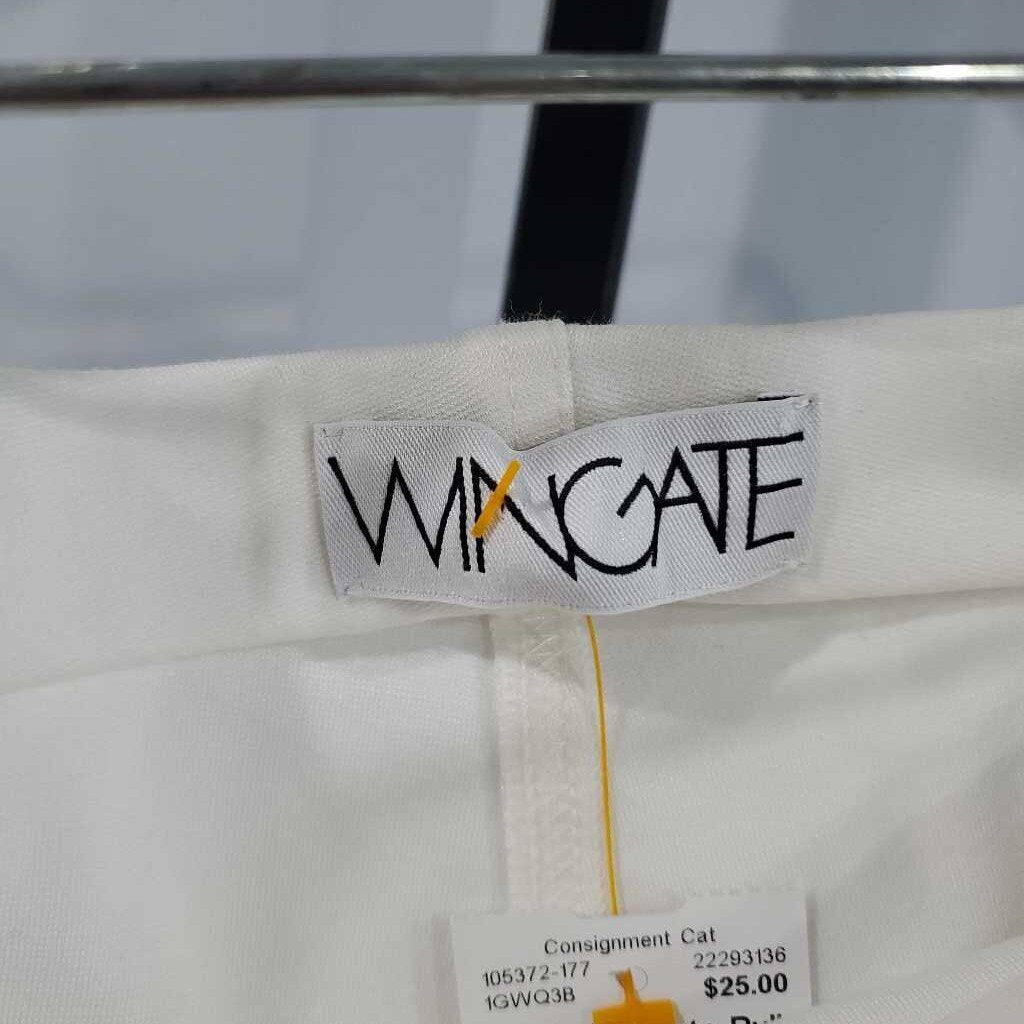 WINGATE
Consignment Cat
105372-177 22293136
1GWQ3B $25.00